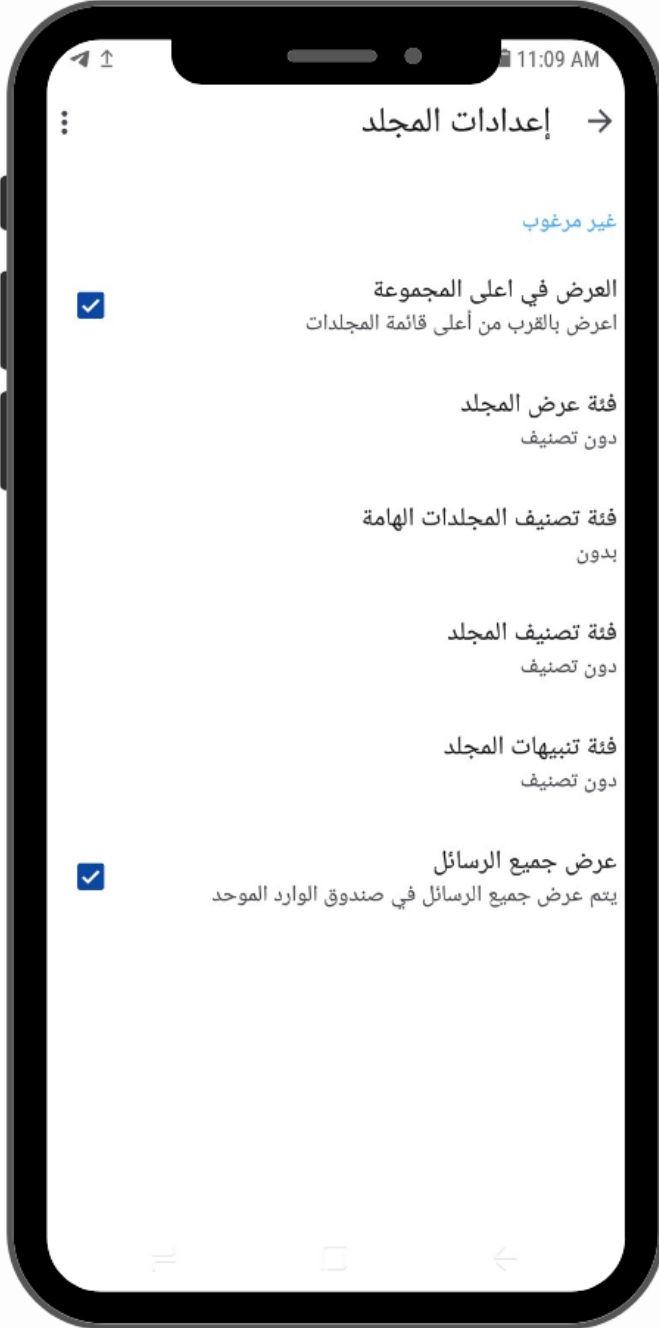 11:09 AM
إعدادات المجلد
غير مرغوب
العرض في اعلى المجموعة
اعرض بالقرب من أعلى قائمة المجلدات
فئة عرض المجلد
دون تصنيف
فئة تصنيف المجلدات الهامة
بدون
فئة تصنيف المجلد
دون تصنيف
فئة تنبيهات المجلد
دون تصنيف
عرض جميع الرسائل
يتم عرض جميع الرسائل في صندوق الوارد الموحد